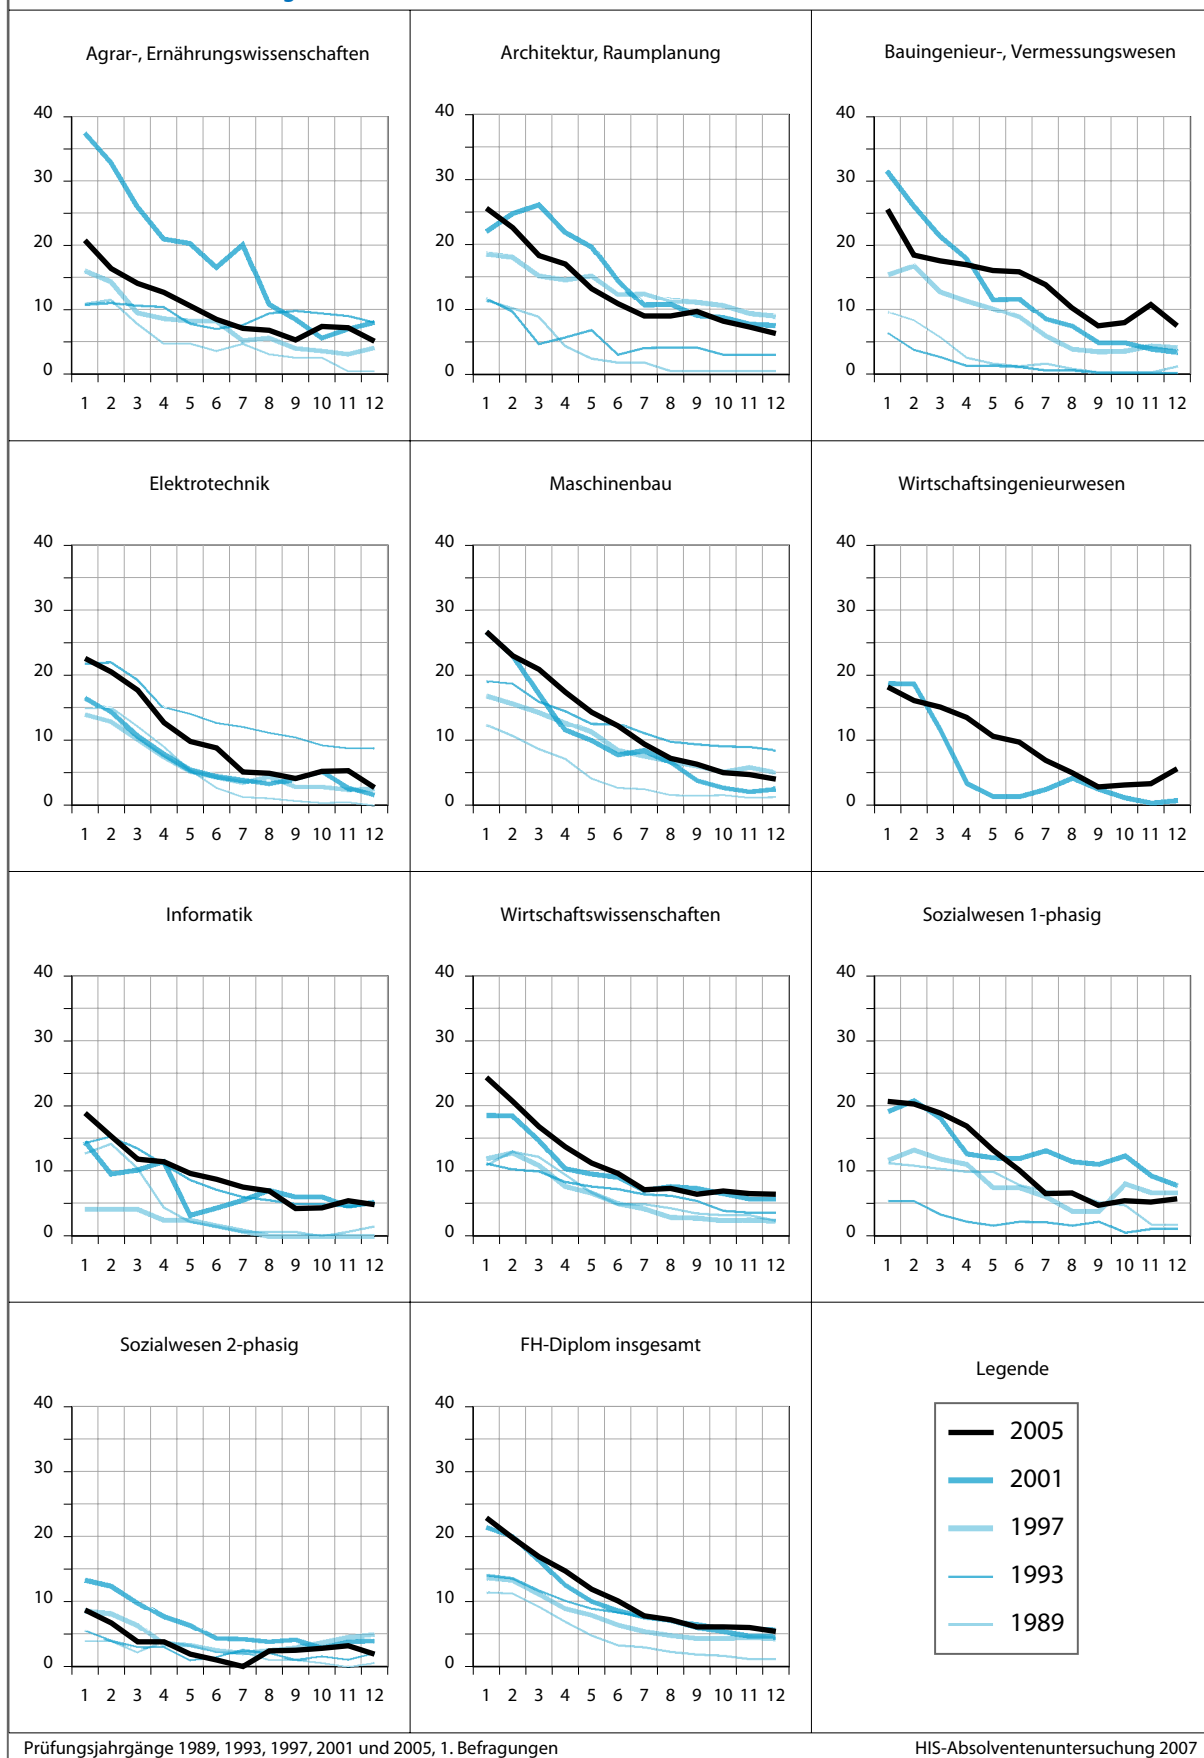 Agrar-, Ernährungswissenschaften
Architektur, Raumplanung
Bauingenieur-, Vermessungswesen
40
30
20
10
0
1 2 3 4 5 6 7 8 9 10 11 12
40
30
20
10
0
1 2 3 4 5 6 7 8 9 10 11 12
40
30
20
10
0
1 2 3 4 5 6 7 8 9 10 11 12
Elektrotechnik
Maschinenbau
Wirtschaftsingenieurwesen
40
30
20
10
0
1 2 3 4 5 6 7 8 9 10 11 12
40
30
20
10
0
1 2 3 4 5 6 7 8 9 10 11 12
40
30
20
10
0
1 2 3 4 5 6 7 8 9 10 11 12
Informatik
Wirtschaftswissenschaften
Sozialwesen 1-phasig
40
30
20
10
0
1 2 3 4 5 6 7 8 9 10 11 12
40
30
20
10
0
1 2 3 4 5 6 7 8 9 10 11 12
40
30
20
10
0
1 2 3 4 5 6 7 8 9 10 11 12
Sozialwesen 2-phasig
FH-Diplom insgesamt
40
30
20
10
0
1 2 3 4 5 6 7 8 9 10 11 12
40
30
20
10
0
1 2 3 4 5 6 7 8 9 10 11 12
Legende
2005
2001
1997
1993
1989
Prüfungsjahrgänge 1989, 1993, 1997, 2001 und 2005, 1. Befragungen
HIS-Absolventenuntersuchung 2007